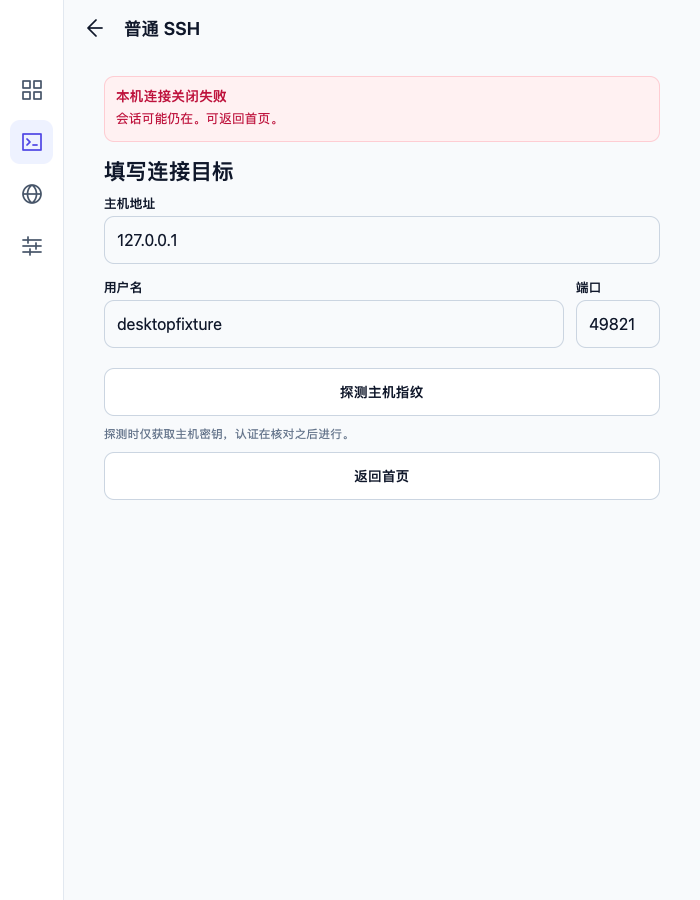 普通 SSH
本机连接关闭失败
会话可能仍在。可返回首页。
填写连接目标
主机地址
127.0.0.1
用户名
端口
desktopfixture
49821
探测主机指纹
探测时仅获取主机密钥，认证在核对之后进行。
返回首页